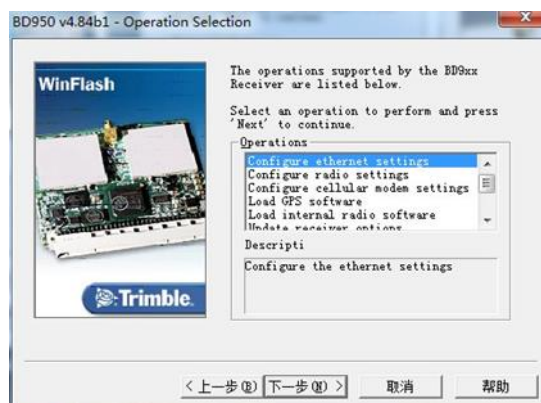 BD950 v4.84b1 - Operation Selection
WinFlash
The operations supported by the BD9xx
Receiver are listed below.
Select an operation to perform and press
'Next' to continue.
Operations
Configure ethernet settings
Configure radio settings
Configure cellular modem settings
Load GPS software
Load internal radio software
Update receiver options
Descripti
Configure the ethernet settings
Trimble.
< 上一步(B)
下一步(N) >
取消
帮助